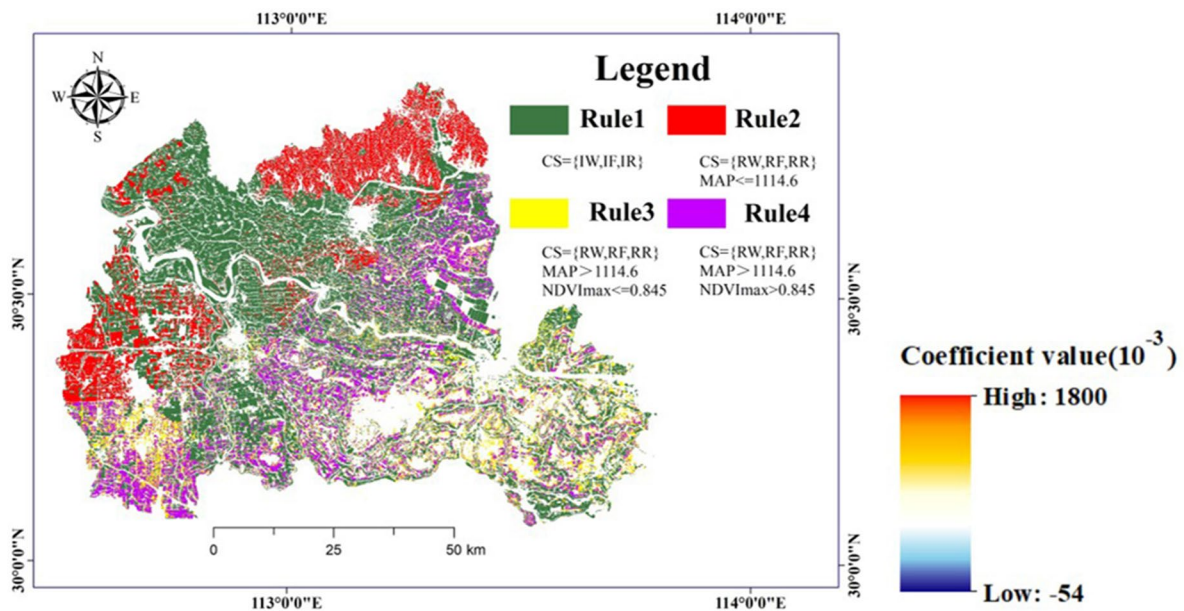 113°0'0"E 114°0'0"E
N
W E
S
Legend
Rule1 Rule2
CS={IW,IF,IR} CS={RW,RF,RR}
MAP<=1114.6
Rule3 Rule4
CS={RW,RF,RR} CS={RW,RF,RR}
MAP>1114.6 MAP>1114.6
NDVImax<=0.845 NDVImax>0.845
30°30'0"N 30°30'0"N
Coefficient value(10-3)
High: 1800
Low: -54
0 25 50 km
30°0'0"N 30°0'0"N
113°0'0"E 114°0'0"E